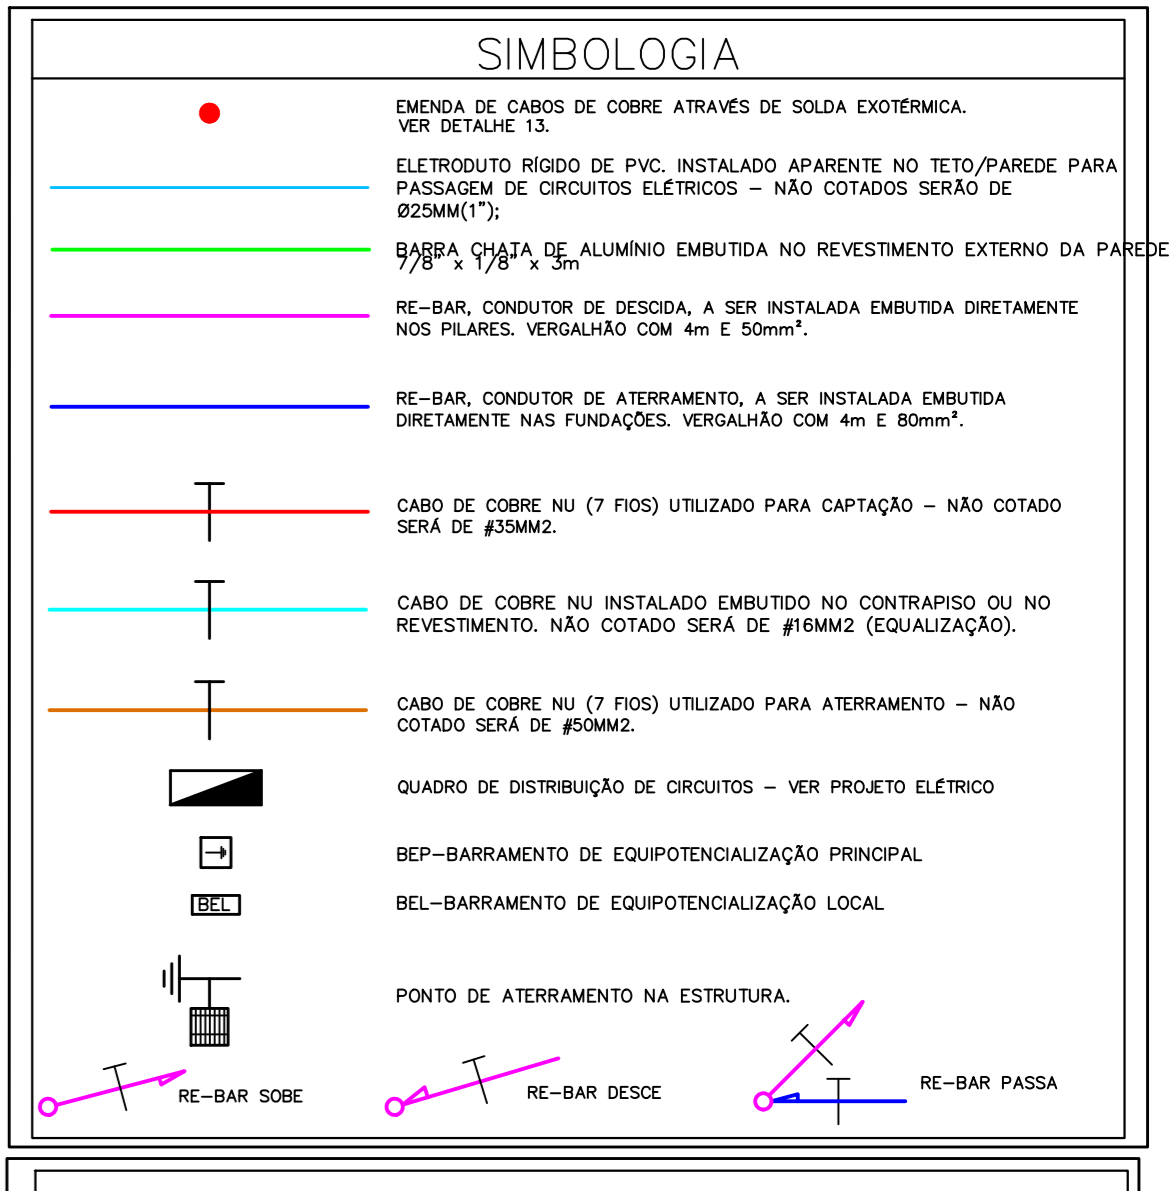 SIMBOLOGIA
EMENDA DE CABOS DE COBRE ATRAVÉS DE SOLDA EXOTÉRMICA.
VER DETALHE 13.
ELETRODUTO RÍGIDO DE PVC. INSTALADO APARENTE NO TETO/PAREDE PARA
PASSAGEM DE CIRCUITOS ELÉTRICOS – NÃO COTADOS SERÃO DE
Ø25MM(1");
BARRA CHATA DE ALUMÍNIO EMBUTIDA NO REVESTIMENTO EXTERNO DA PAREDE
7/8" x 1/8" x 3m
RE–BAR, CONDUTOR DE DESCIDA, A SER INSTALADA EMBUTIDA DIRETAMENTE
NOS PILARES. VERGALHÃO COM 4m E 50mm².
RE–BAR, CONDUTOR DE ATERRAMENTO, A SER INSTALADA EMBUTIDA
DIRETAMENTE NAS FUNDAÇÕES. VERGALHÃO COM 4m E 80mm².
CABO DE COBRE NU (7 FIOS) UTILIZADO PARA CAPTAÇÃO – NÃO COTADO
SERÁ DE #35MM2.
CABO DE COBRE NU INSTALADO EMBUTIDO NO CONTRAPISO OU NO
REVESTIMENTO. NÃO COTADO SERÁ DE #16MM2 (EQUALIZAÇÃO).
CABO DE COBRE NU (7 FIOS) UTILIZADO PARA ATERRAMENTO – NÃO
COTADO SERÁ DE #50MM2.
QUADRO DE DISTRIBUIÇÃO DE CIRCUITOS – VER PROJETO ELÉTRICO
BEP–BARRAMENTO DE EQUIPOTENCIALIZAÇÃO PRINCIPAL
BEL
BEL–BARRAMENTO DE EQUIPOTENCIALIZAÇÃO LOCAL
PONTO DE ATERRAMENTO NA ESTRUTURA.
RE–BAR SOBE
RE–BAR DESCE
RE–BAR PASSA